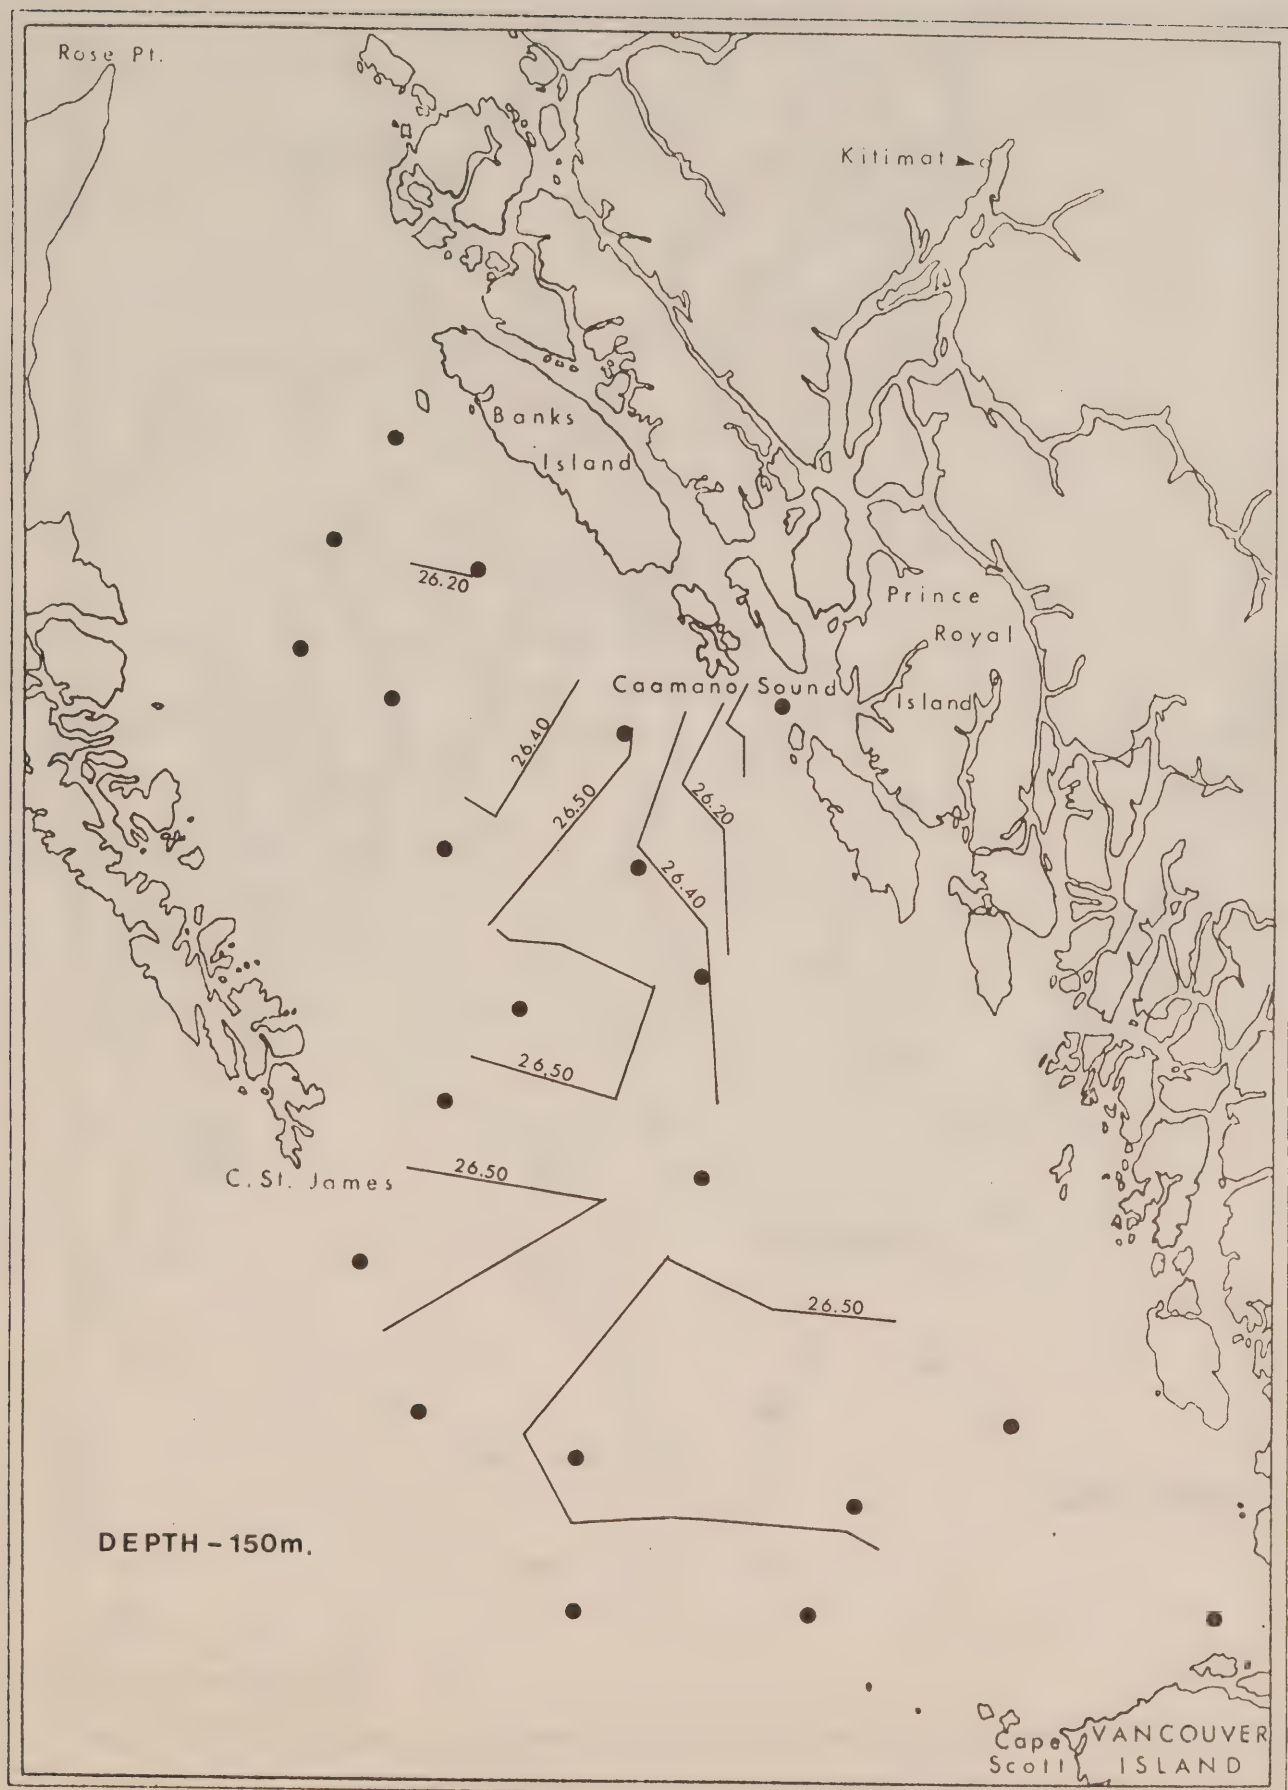 Rose Pt.
Kitimat
Banks
Island
26.20
Prince
Royal
Island
Caamano Sound
26.40
26.50
26.20
26.40
26.50
26.50
C. St. James
26.50
DEPTH – 150m.
Cape
Scott
VANCOUVER
ISLAND